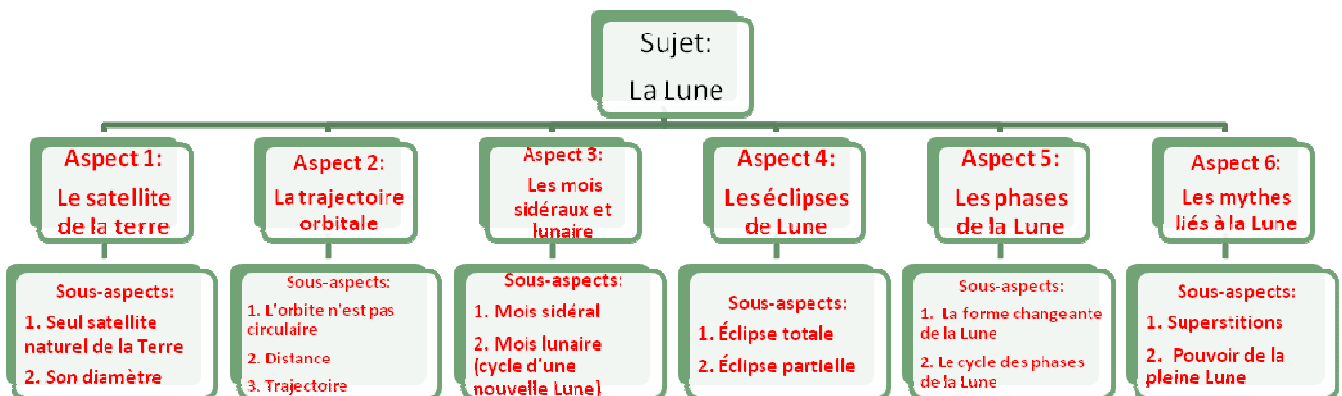 Sujet:
La Lune
Aspect 1:
Le satellite
de la terre
Sous-aspects:
1. Seul satellite
naturel de la Terre
2. Son diamètre
Aspect 2:
La trajectoire
orbitale
Sous-aspects:
1. L'orbite n'est pas
circulaire
2. Distance
3. Trajectoire
Aspect 3:
Les mois
sidéraux et
lunaire
Sous-aspects:
1. Mois sidéral
2. Mois lunaire
(cycle d'une
nouvelle Lune)
Aspect 4:
Les éclipses
de Lune
Sous-aspects:
1. Éclipse totale
2. Éclipse partielle
Aspect 5:
Les phases
de la Lune
Sous-aspects:
1. La forme changeante
de la Lune
2. Le cycle des phases
de la Lune
Aspect 6:
Les mythes
liés à la Lune
Sous-aspects:
1. Superstitions
2. Pouvoir de la
pleine Lune